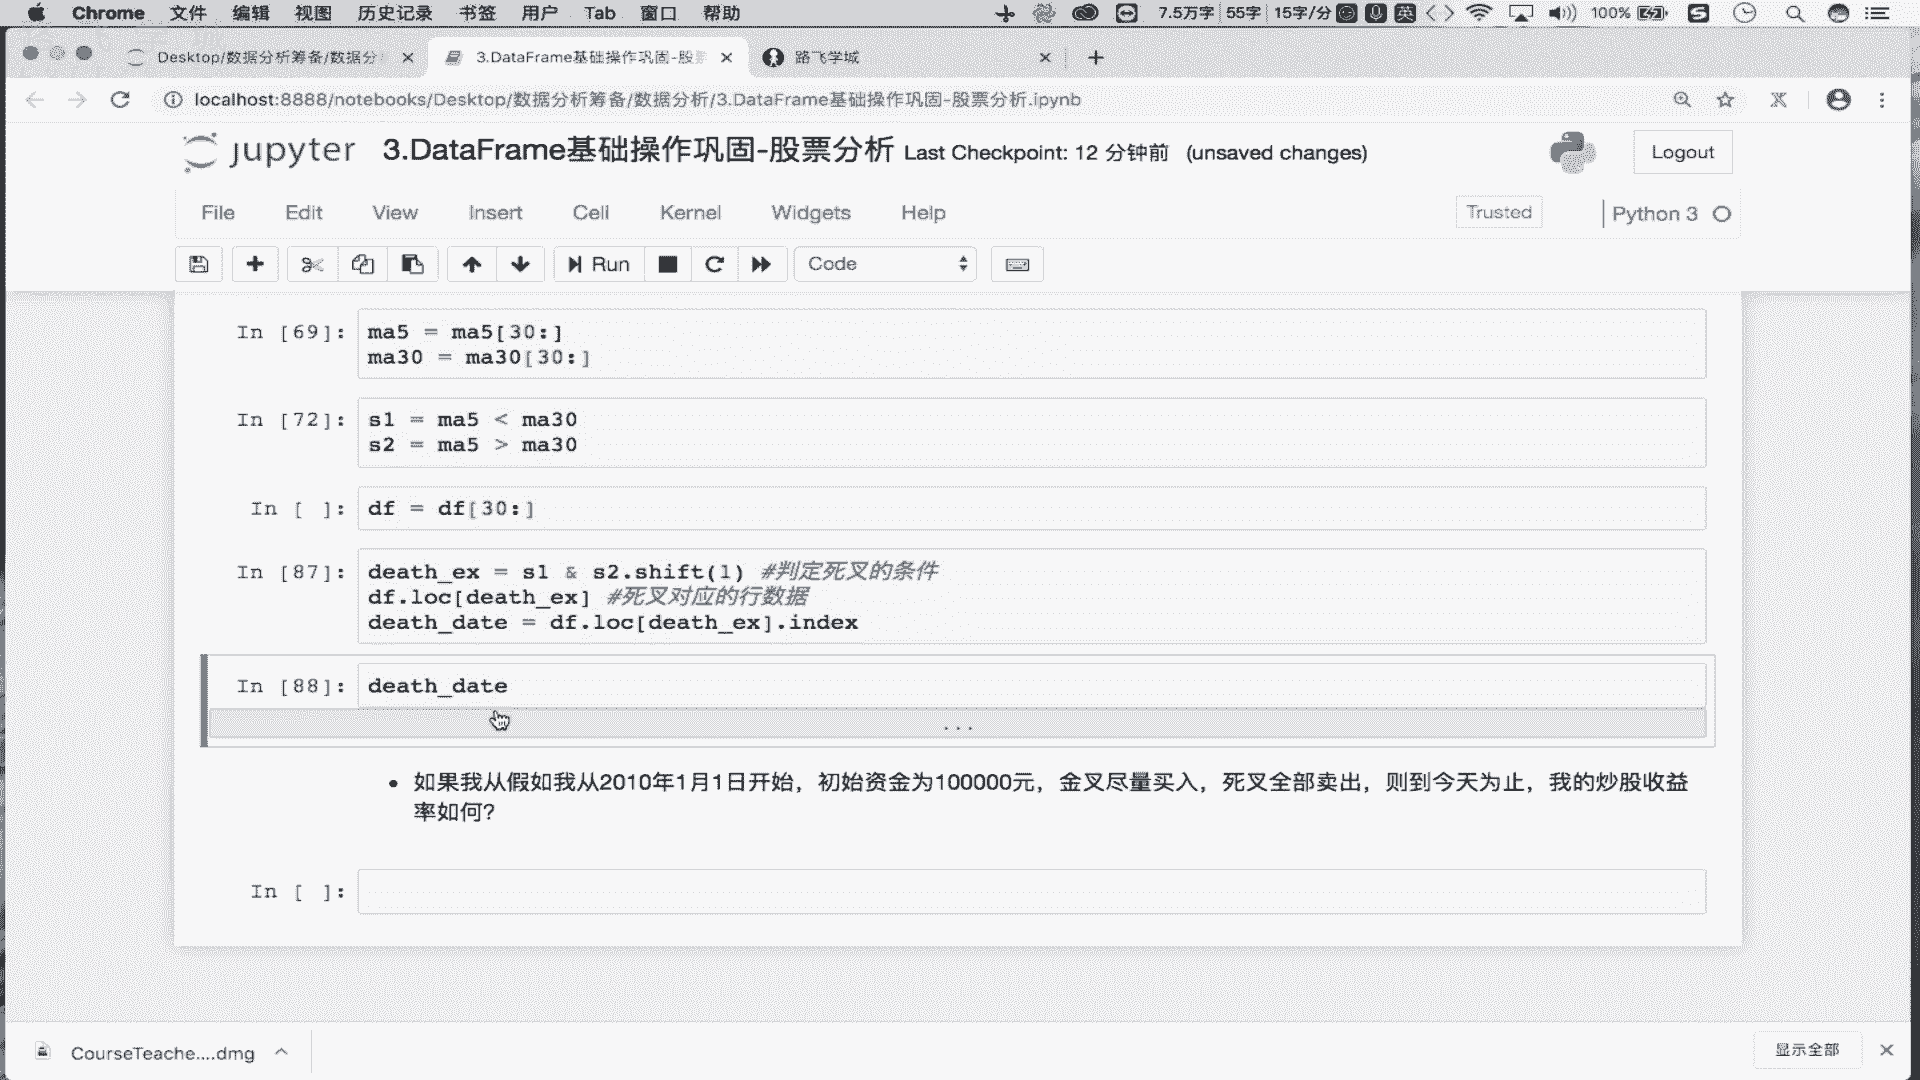 Chrome 文件 编辑 视图 历史记录 书签 用户 Tab 窗口 帮助 7.5万字 55字 15字/分 英 100%
Desktop/数据分析筹备/数据分 3.DataFrame基础操作巩固-股 路飞学城
localhost:8888/notebooks/Desktop/数据分析筹备/数据分析/3.DataFrame基础操作巩固-股票分析.ipynb
jupyter 3.DataFrame基础操作巩固-股票分析 Last Checkpoint: 12 分钟前 (unsaved changes) Logout
File Edit View Insert Cell Kernel Widgets Help Trusted Python 3
Run Code
In [69]: ma5 = ma5[30:]
ma30 = ma30[30:]
In [72]: s1 = ma5 < ma30
s2 = ma5 > ma30
In [ ]: df = df[30:]
In [87]: death_ex = s1 & s2.shift(1) #判定死叉的条件
df.loc[death_ex] #死叉对应的行数据
death_date = df.loc[death_ex].index
In [88]: death_date
...
• 如果我从假如我从2010年1月1日开始，初始资金为100000元，金叉尽量买入，死叉全部卖出，则到今天为止，我的炒股收益
率如何？
In [ ]:
CourseTeache....dmg 显示全部